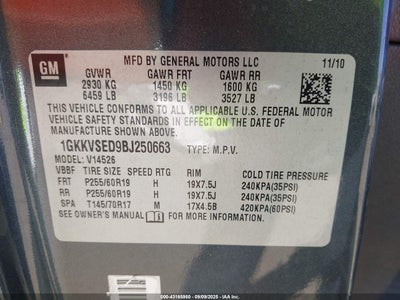 GM
MFD BY GENERAL MOTORS LLC 11/10
GVWR GAWR FRT GAWR RR
2930 KG 1450 KG 1600 KG
6459 LB 3196 LB 3527 LB
THIS VEHICLE CONFORMS TO ALL APPLICABLE U.S. FEDERAL MOTOR
VEHICLE SAFETY STANDARDS IN EFFECT ON THE DATE OF
MANUFACTURE SHOWN ABOVE.
1GKKVSED9BJ250663 TYPE: M.P.V.
MODEL: V14526
VBBF TIRE SIZE SPEED RTG RIM COLD TIRE PRESSURE
FRT P255/60R19 H 19X7.5J 240KPA(35PSI)
RR P255/60R19 H 19X7.5J 240KPA(35PSI)
SPA T145/70R17 M 17X4.5B 420KPA(60PSI)
SEE OWNER'S MANUAL FOR MORE INFORMATION
000-43165960 - 09/09/2025 - IAA Inc.